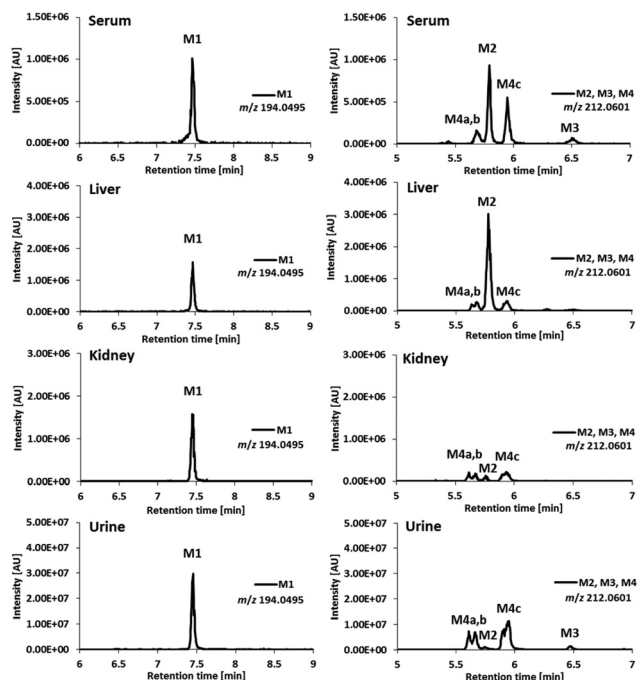 Serum
Intensity [AU]
1.50E+06
1.00E+06
5.00E+05
0.00E+00
M1
M1
m/z 194.0495
6 6.5 7 7.5 8 8.5 9
Retention time [min]
Serum
Intensity [AU]
1.50E+06
1.00E+06
5.00E+05
0.00E+00
M2
M4c
M4a,b
M3
M2, M3, M4
m/z 212.0601
5 5.5 6 6.5 7
Retention time [min]
Liver
Intensity [AU]
4.00E+06
3.00E+06
2.00E+06
1.00E+06
0.00E+00
M1
M1
m/z 194.0495
6 6.5 7 7.5 8 8.5 9
Retention time [min]
Liver
Intensity [AU]
4.00E+06
3.00E+06
2.00E+06
1.00E+06
0.00E+00
M2
M4a,b
M4c
M2, M3, M4
m/z 212.0601
5 5.5 6 6.5 7
Retention time [min]
Kidney
Intensity [AU]
3.00E+06
2.00E+06
1.00E+06
0.00E+00
M1
M1
m/z 194.0495
6 6.5 7 7.5 8 8.5 9
Retention time [min]
Kidney
Intensity [AU]
3.00E+06
2.00E+06
1.00E+06
0.00E+00
M4a,b
M2
M4c
M2, M3, M4
m/z 212.0601
5 5.5 6 6.5 7
Retention time [min]
Urine
Intensity [AU]
5.00E+07
4.00E+07
3.00E+07
2.00E+07
1.00E+07
0.00E+00
M1
M1
m/z 194.0495
6 6.5 7 7.5 8 8.5 9
Retention time [min]
Urine
Intensity [AU]
5.00E+07
4.00E+07
3.00E+07
2.00E+07
1.00E+07
0.00E+00
M4a,b
M2
M4c
M3
M2, M3, M4
m/z 212.0601
5 5.5 6 6.5 7
Retention time [min]